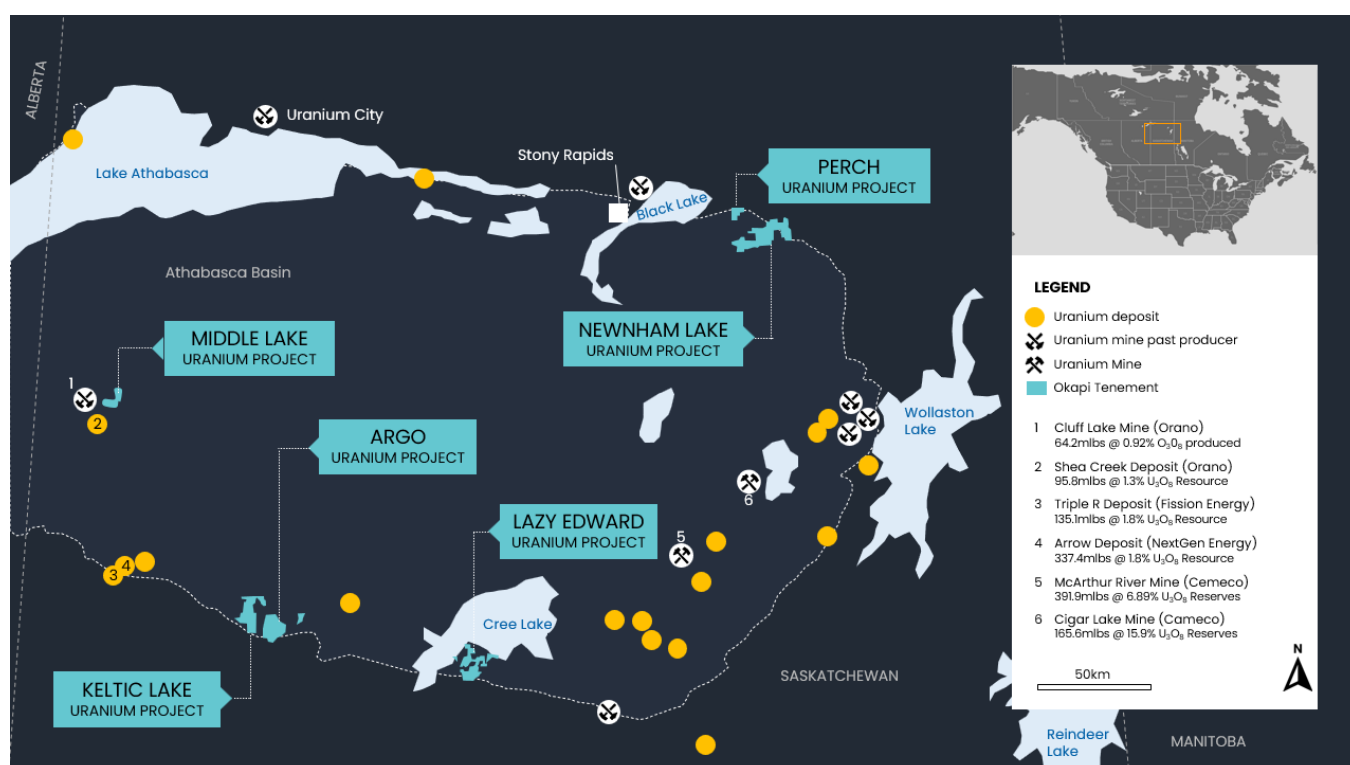 ALBERTA
Uranium City
Lake Athabasca
Stony Rapids
Black Lake
PERCH
URANIUM PROJECT
Athabasca Basin
MIDDLE LAKE
URANIUM PROJECT
NEWNHAM LAKE
URANIUM PROJECT
1
2
ARGO
URANIUM PROJECT
Wollaston
Lake
6
LAZY EDWARD
URANIUM PROJECT
5
4
3
Cree Lake
KELTIC LAKE
URANIUM PROJECT
SASKATCHEWAN
LEGEND
Uranium deposit
Uranium mine past producer
Uranium Mine
Okapi Tenement
1 Cluff Lake Mine (Orano)
64.2mlbs @ 0.92% O₃0₈ produced
2 Shea Creek Deposit (Orano)
95.8mlbs @ 1.3% U₃O₈ Resource
3 Triple R Deposit (Fission Energy)
135.1mlbs @ 1.8% U₃O₈ Resource
4 Arrow Deposit (NextGen Energy)
337.4mlbs @ 1.8% U₃O₈ Resource
5 McArthur River Mine (Cemeco)
391.9mlbs @ 6.89% U₃O₈ Reserves
6 Cigar Lake Mine (Cameco)
165.6mlbs @ 15.9% U₃O₈ Reserves
50km
N
Reindeer
Lake
MANITOBA